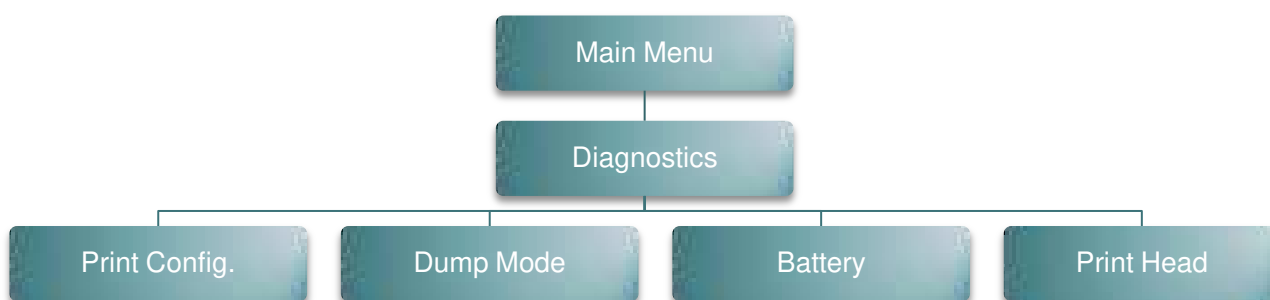 Main Menu
Diagnostics
Print Config.
Dump Mode
Battery
Print Head